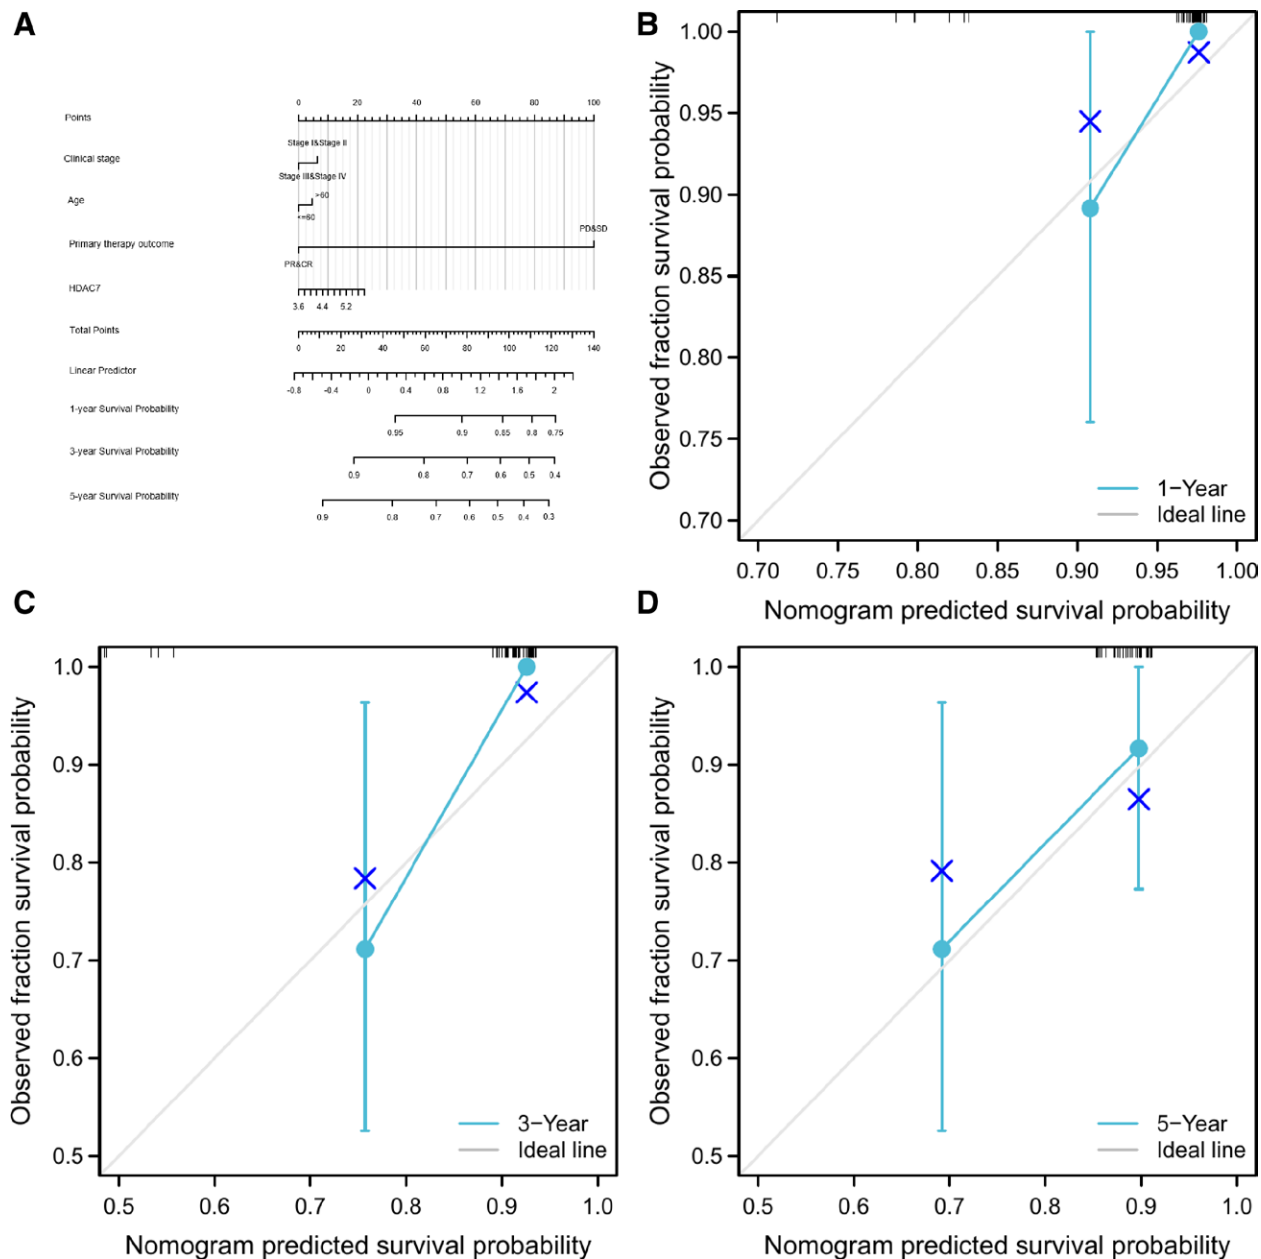 A
0 20 40 60 80 100
Points
Stage I&Stage II
Clinical stage
Stage III&Stage IV
>60
Age
<=60
PD&SD
Primary therapy outcome
PR&CR
HDAC7
3.6 4.4 5.2
Total Points
0 20 40 60 80 100 120 140
Linear Predictor
-0.8 -0.4 0 0.4 0.8 1.2 1.6 2
1-year Survival Probability
0.95 0.9 0.85 0.8 0.75
3-year Survival Probability
0.9 0.8 0.7 0.6 0.5 0.4
5-year Survival Probability
0.9 0.8 0.7 0.6 0.5 0.4 0.3
B
Observed fraction survival probability
1.00
0.95
0.90
0.85
0.80
0.75
0.70
1-Year
Ideal line
0.70 0.75 0.80 0.85 0.90 0.95 1.00
Nomogram predicted survival probability
C
Observed fraction survival probability
1.0
0.9
0.8
0.7
0.6
0.5
3-Year
Ideal line
0.5 0.6 0.7 0.8 0.9 1.0
Nomogram predicted survival probability
D
Observed fraction survival probability
1.0
0.9
0.8
0.7
0.6
0.5
5-Year
Ideal line
0.5 0.6 0.7 0.8 0.9 1.0
Nomogram predicted survival probability